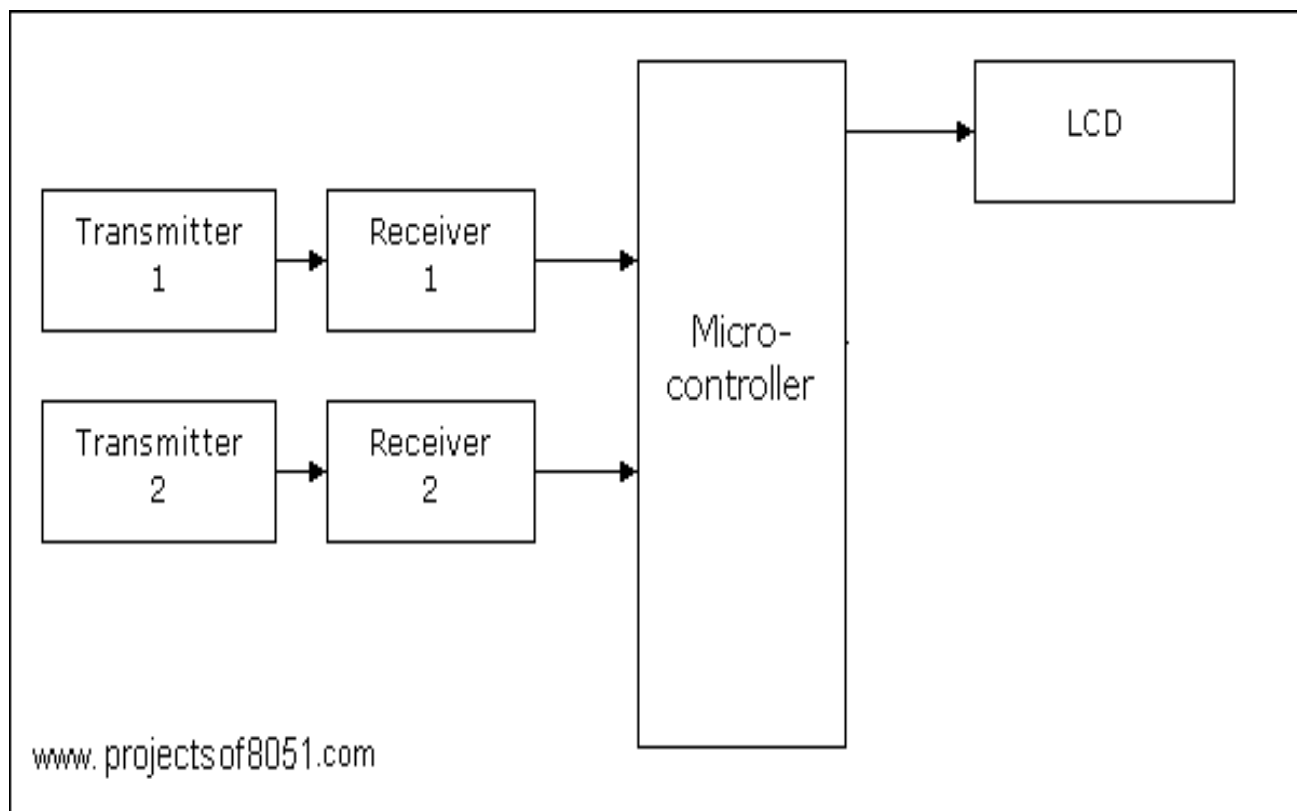 LCD
Transmitter
1
Receiver
1
Micro-
controller
Transmitter
2
Receiver
2
www.projectsof8051.com